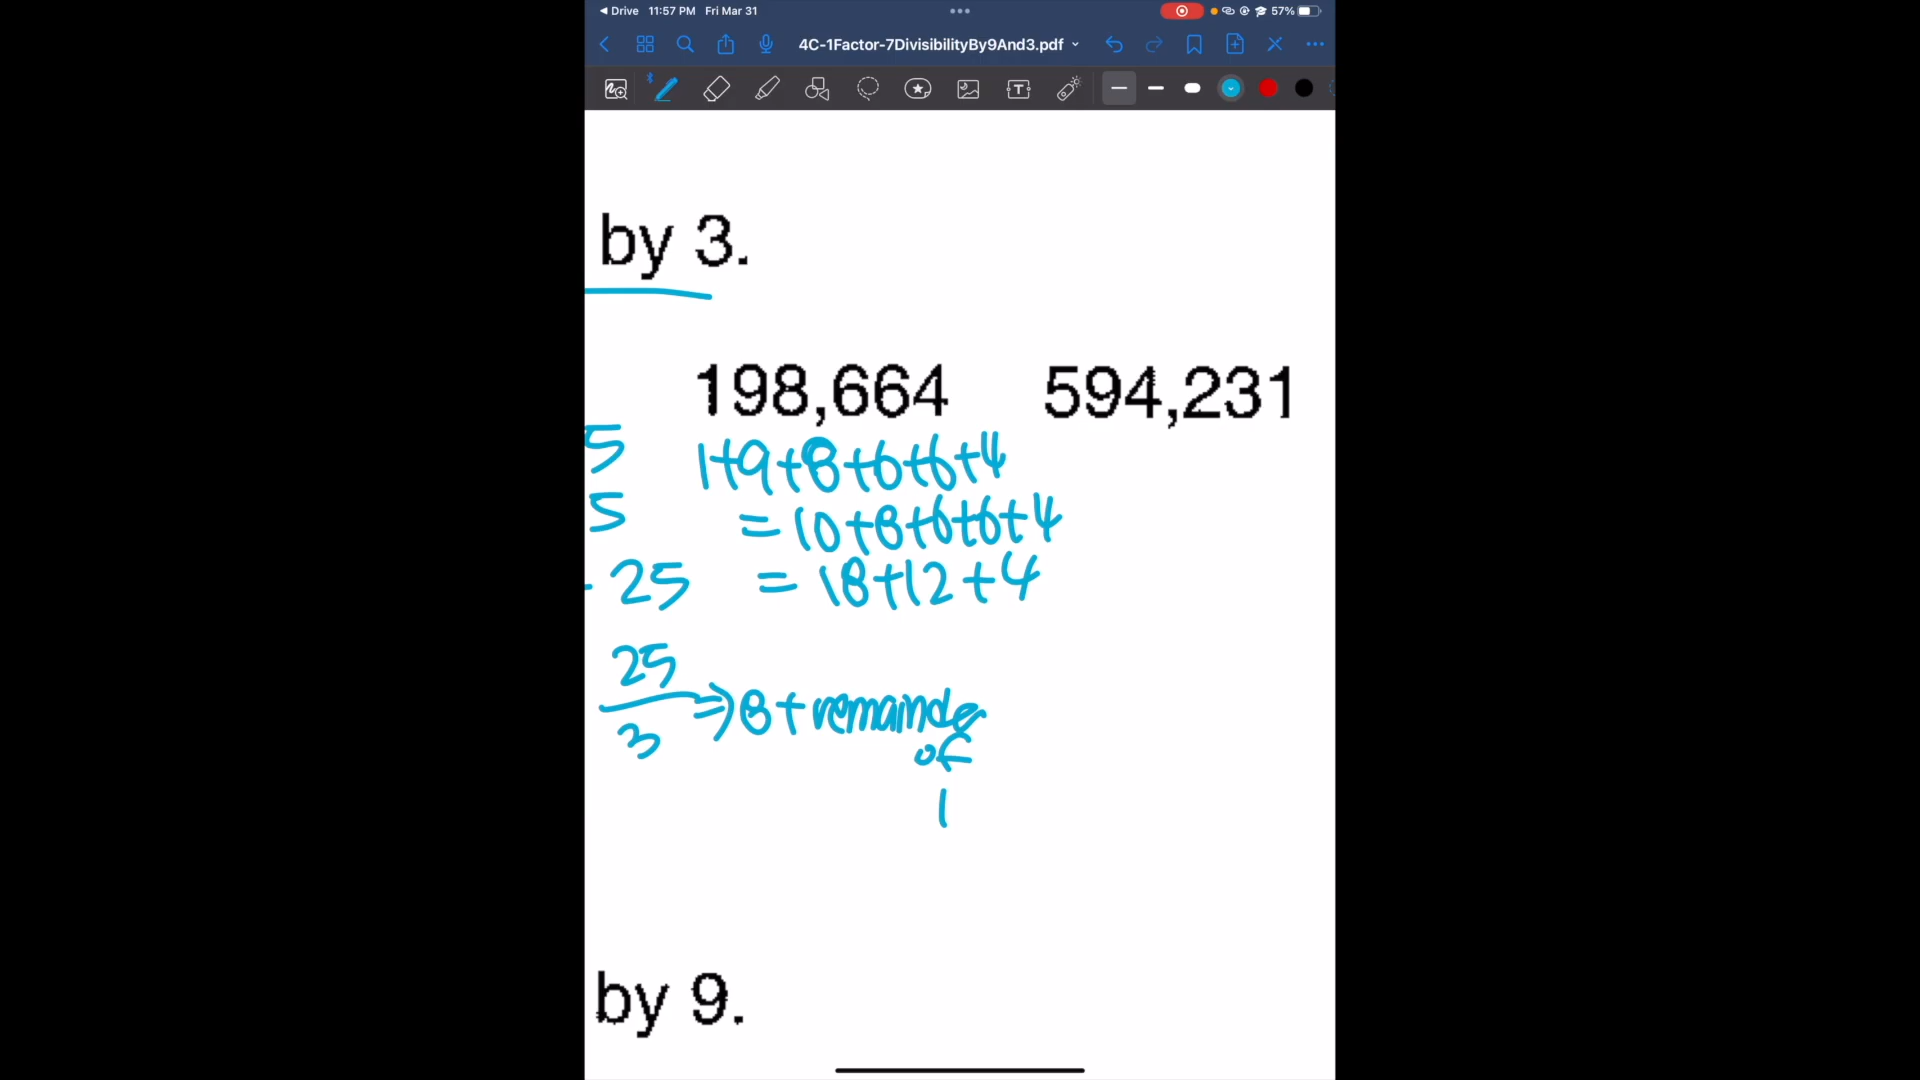 Drive 11:57 PM Fri Mar 31 57%
4C-1Factor-7DivisibilityBy9And3.pdf
by 3.
198,664 594,231
5 1+9+8+6+6+4
5 = 10+8+6+6+4
25 = 18+12+4
25
3 ⇒ 8+remainder
of
1
by 9.